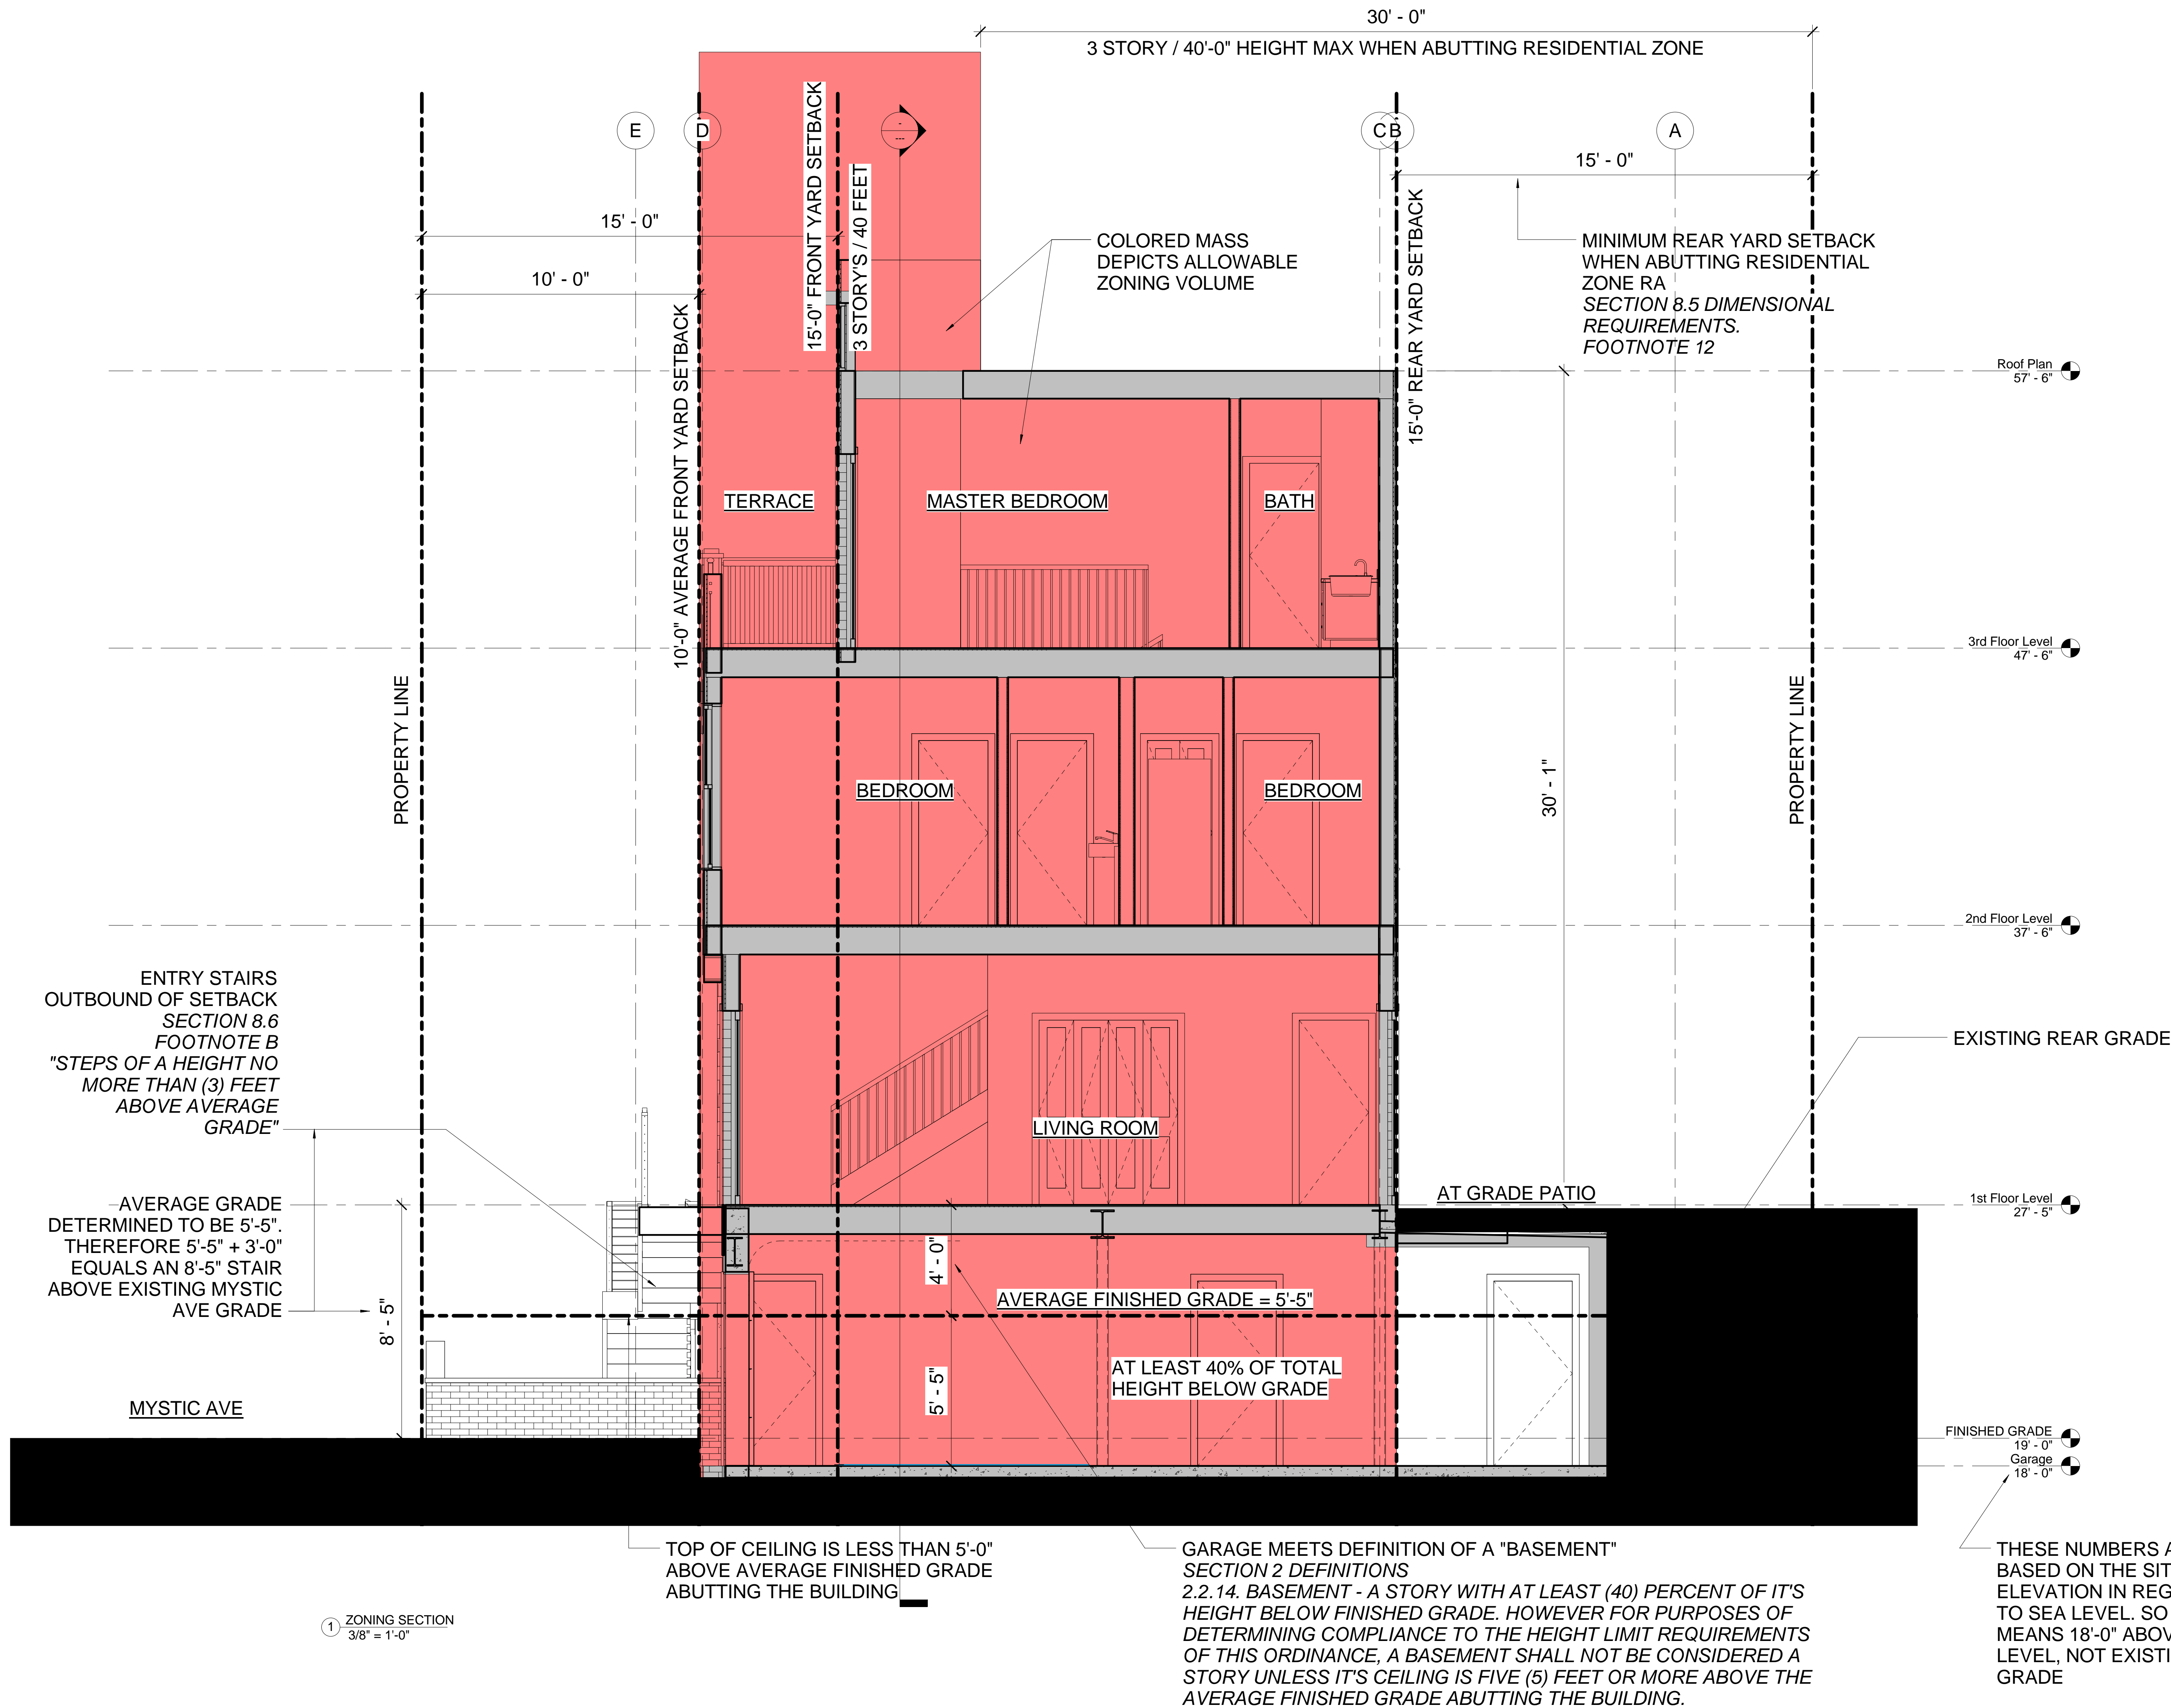 30' - 0"
3 STORY / 40'-0" HEIGHT MAX WHEN ABUTTING RESIDENTIAL ZONE
E
D
-
---
C
B
A
15' - 0"
15' - 0"
10' - 0"
15'-0" FRONT YARD SETBACK
3 STORY'S / 40 FEET
10'-0" AVERAGE FRONT YARD SETBACK
15'-0" REAR YARD SETBACK
COLORED MASS
DEPICTS ALLOWABLE
ZONING VOLUME
MINIMUM REAR YARD SETBACK
WHEN ABUTTING RESIDENTIAL
ZONE RA
SECTION 8.5 DIMENSIONAL
REQUIREMENTS.
FOOTNOTE 12
Roof Plan
57' - 6"
TERRACE
MASTER BEDROOM
BATH
3rd Floor Level
47' - 6"
PROPERTY LINE
PROPERTY LINE
BEDROOM
BEDROOM
30' - 1"
2nd Floor Level
37' - 6"
ENTRY STAIRS
OUTBOUND OF SETBACK
SECTION 8.6
FOOTNOTE B
"STEPS OF A HEIGHT NO
MORE THAN (3) FEET
ABOVE AVERAGE
GRADE"
EXISTING REAR GRADE
LIVING ROOM
AT GRADE PATIO
1st Floor Level
27' - 5"
AVERAGE GRADE
DETERMINED TO BE 5'-5".
THEREFORE 5'-5" + 3'-0"
EQUALS AN 8'-5" STAIR
ABOVE EXISTING MYSTIC
AVE GRADE
8' - 5"
4' - 0"
AVERAGE FINISHED GRADE = 5'-5"
5' - 5"
AT LEAST 40% OF TOTAL
HEIGHT BELOW GRADE
MYSTIC AVE
FINISHED GRADE
19' - 0"
Garage
18' - 0"
TOP OF CEILING IS LESS THAN 5'-0"
ABOVE AVERAGE FINISHED GRADE
ABUTTING THE BUILDING
GARAGE MEETS DEFINITION OF A "BASEMENT"
SECTION 2 DEFINITIONS
2.2.14. BASEMENT - A STORY WITH AT LEAST (40) PERCENT OF IT'S
HEIGHT BELOW FINISHED GRADE. HOWEVER FOR PURPOSES OF
DETERMINING COMPLIANCE TO THE HEIGHT LIMIT REQUIREMENTS
OF THIS ORDINANCE, A BASEMENT SHALL NOT BE CONSIDERED A
STORY UNLESS IT'S CEILING IS FIVE (5) FEET OR MORE ABOVE THE
AVERAGE FINISHED GRADE ABUTTING THE BUILDING.
THESE NUMBERS
BASED ON THE
ELEVATION IN
TO SEA LEVEL. SO
MEANS 18'-0"
LEVEL, NOT
GRADE
1
ZONING SECTION
3/8" = 1'-0"